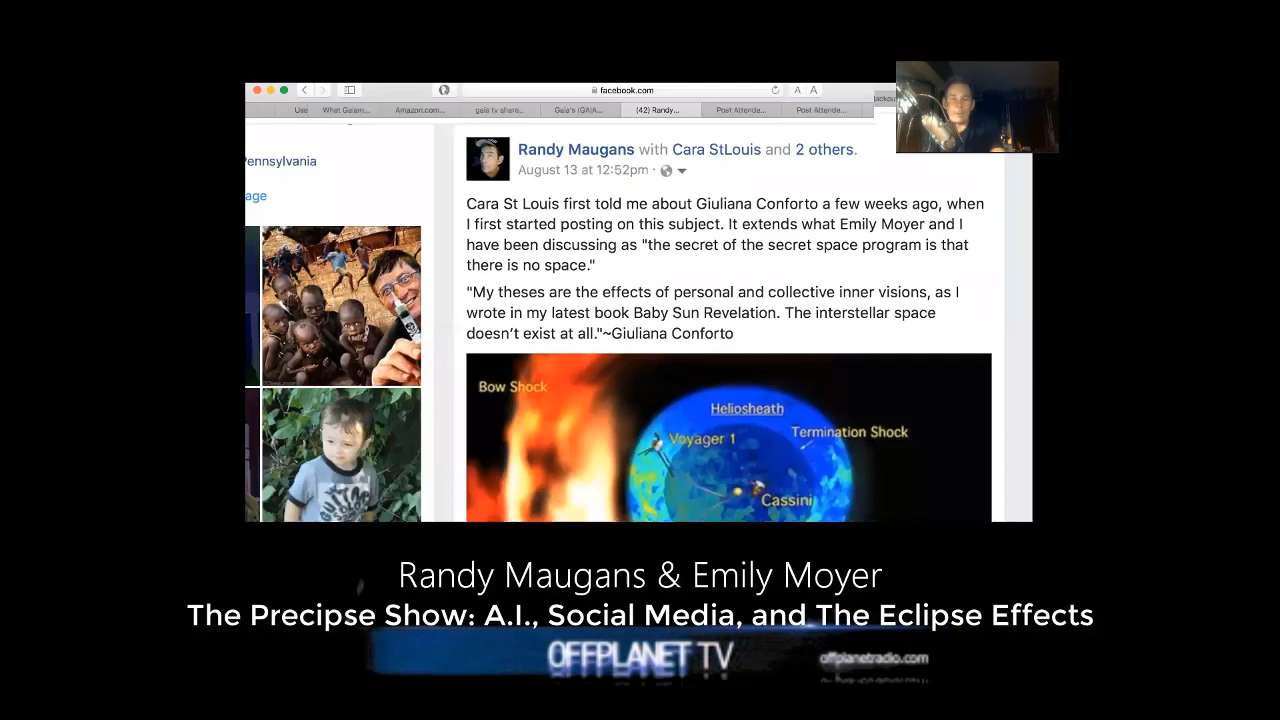 facebook.com
Use
What Gaiam...
Amazon.com...
gaia tv share...
Gaia's (GAIA...
(42) Randy...
Post Attende...
Post Attende...
ennsylvania
age
Randy Maugans with Cara StLouis and 2 others.
August 13 at 12:52pm
Cara St Louis first told me about Giuliana Conforto a few weeks ago, when
I first started posting on this subject. It extends what Emily Moyer and I
have been discussing as "the secret of the secret space program is that
there is no space."
"My theses are the effects of personal and collective inner visions, as I
wrote in my latest book Baby Sun Revelation. The interstellar space
doesn't exist at all."~Giuliana Conforto
Bow Shock
Heliosheath
Voyager 1
Termination Shock
Cassini
Randy Maugans & Emily Moyer
The Precipse Show: A.I., Social Media, and The Eclipse Effects
OFFPLANET TV
offplanetradio.com